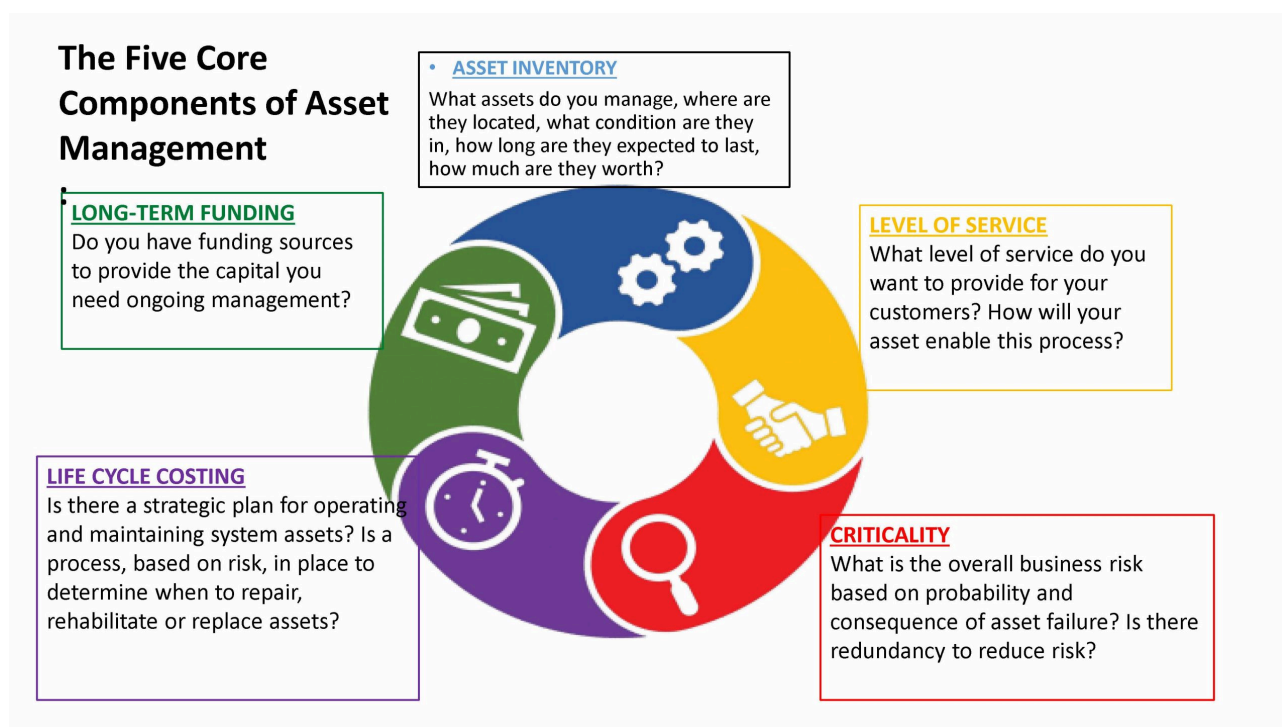 The Five Core
Components of Asset
Management
:
• ASSET INVENTORY
What assets do you manage, where are
they located, what condition are they
in, how long are they expected to last,
how much are they worth?
LONG-TERM FUNDING
Do you have funding sources
to provide the capital you
need ongoing management?
LEVEL OF SERVICE
What level of service do you
want to provide for your
customers? How will your
asset enable this process?
LIFE CYCLE COSTING
Is there a strategic plan for operating
and maintaining system assets? Is a
process, based on risk, in place to
determine when to repair,
rehabilitate or replace assets?
CRITICALITY
What is the overall business risk
based on probability and
consequence of asset failure? Is there
redundancy to reduce risk?